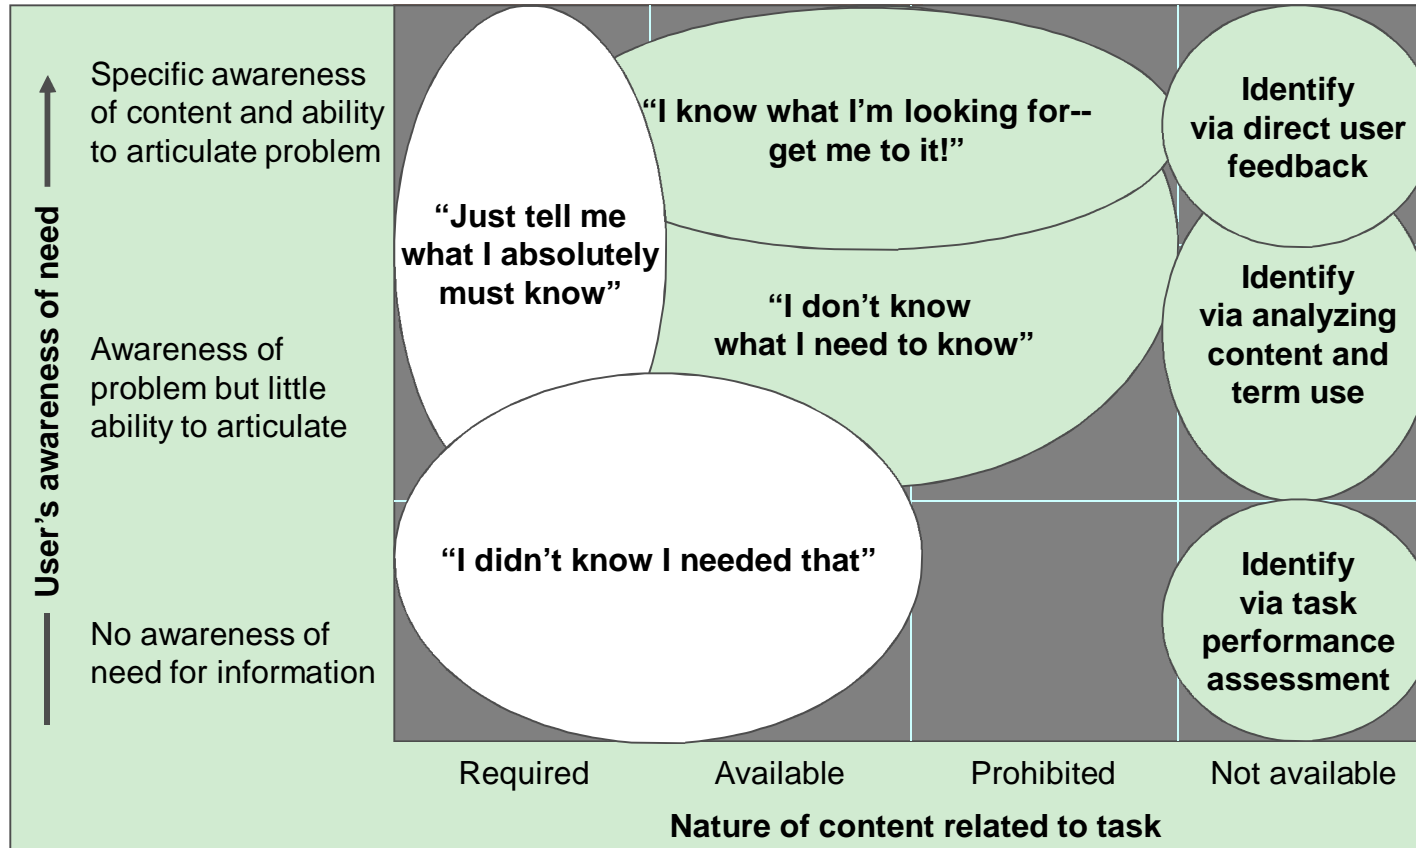 Specific awareness
of content and ability
to articulate problem
Awareness of
problem but little
ability to articulate
No awareness of
need for information
User’s awareness of need
“Just tell me
what I absolutely
must know”
“I know what I’m looking for--
get me to it!”
“I don’t know
what I need to know”
“I didn’t know I needed that”
Identify
via direct user
feedback
Identify
via analyzing
content and
term use
Identify
via task
performance
assessment
Required
Available
Prohibited
Not available
Nature of content related to task